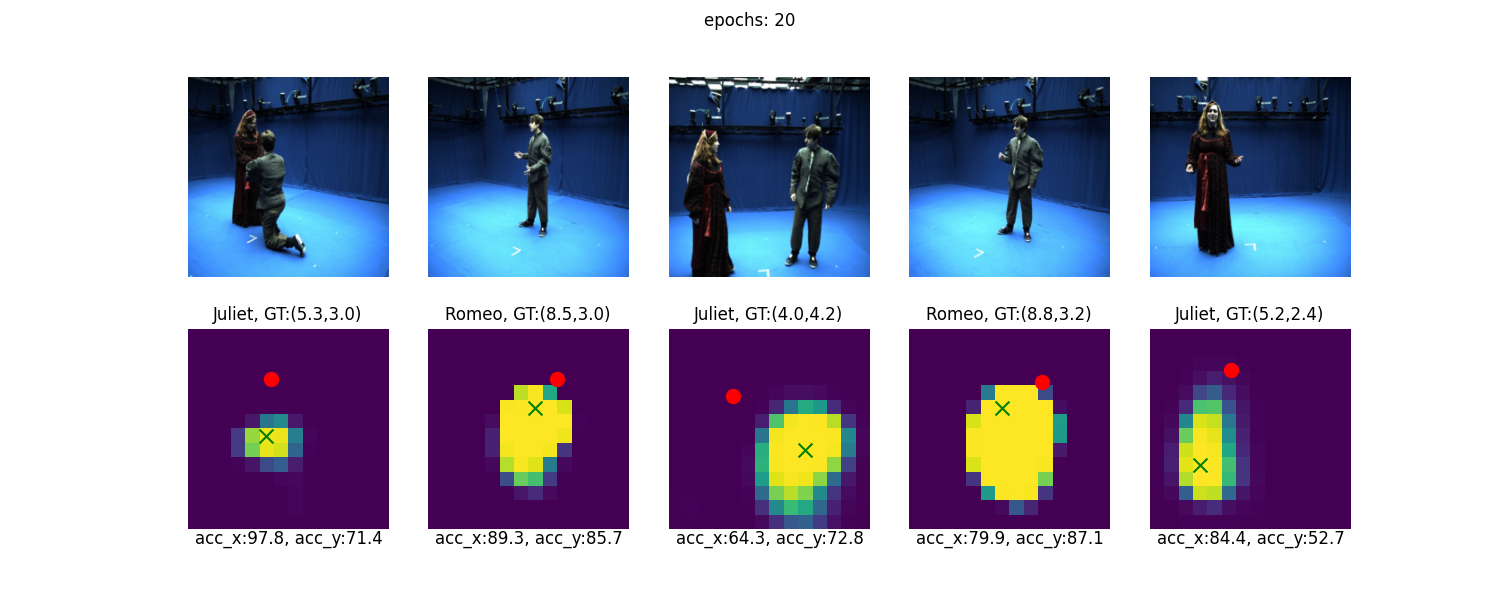 epochs: 20
Juliet, GT:(5.3,3.0)
Romeo, GT:(8.5,3.0)
Juliet, GT:(4.0,4.2)
Romeo, GT:(8.8,3.2)
Juliet, GT:(5.2,2.4)
acc_x:97.8, acc_y:71.4
acc_x:89.3, acc_y:85.7
acc_x:64.3, acc_y:72.8
acc_x:79.9, acc_y:87.1
acc_x:84.4, acc_y:52.7